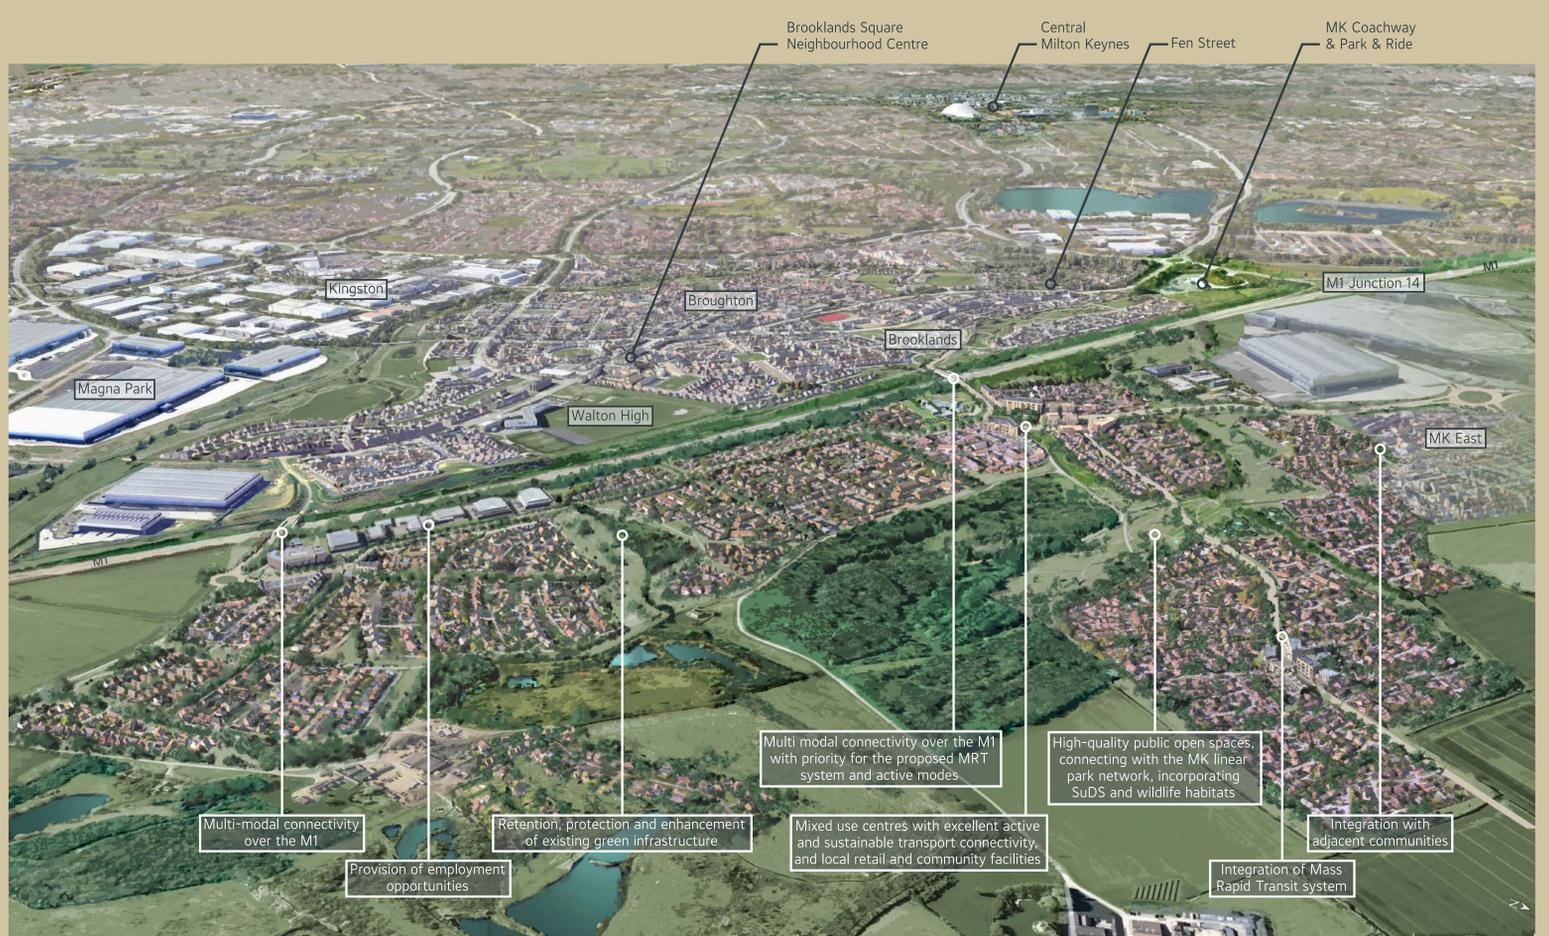 Brooklands Square
Neighbourhood Centre
Central
Milton Keynes
Fen Street
MK Coachway
& Park & Ride
M1
M1 Junction 14
Kingston
Broughton
Brooklands
Magna Park
Walton High
MK East
M1
Multi modal connectivity over the M1
with priority for the proposed MRT
system and active modes
High-quality public open spaces,
connecting with the MK linear
park network, incorporating
SuDS and wildlife habitats
Multi-modal connectivity
over the M1
Retention, protection and enhancement
of existing green infrastructure
Mixed use centres with excellent active
and sustainable transport connectivity,
and local retail and community facilities
Integration with
adjacent communities
Provision of employment
opportunities
Integration of Mass
Rapid Transit system
N